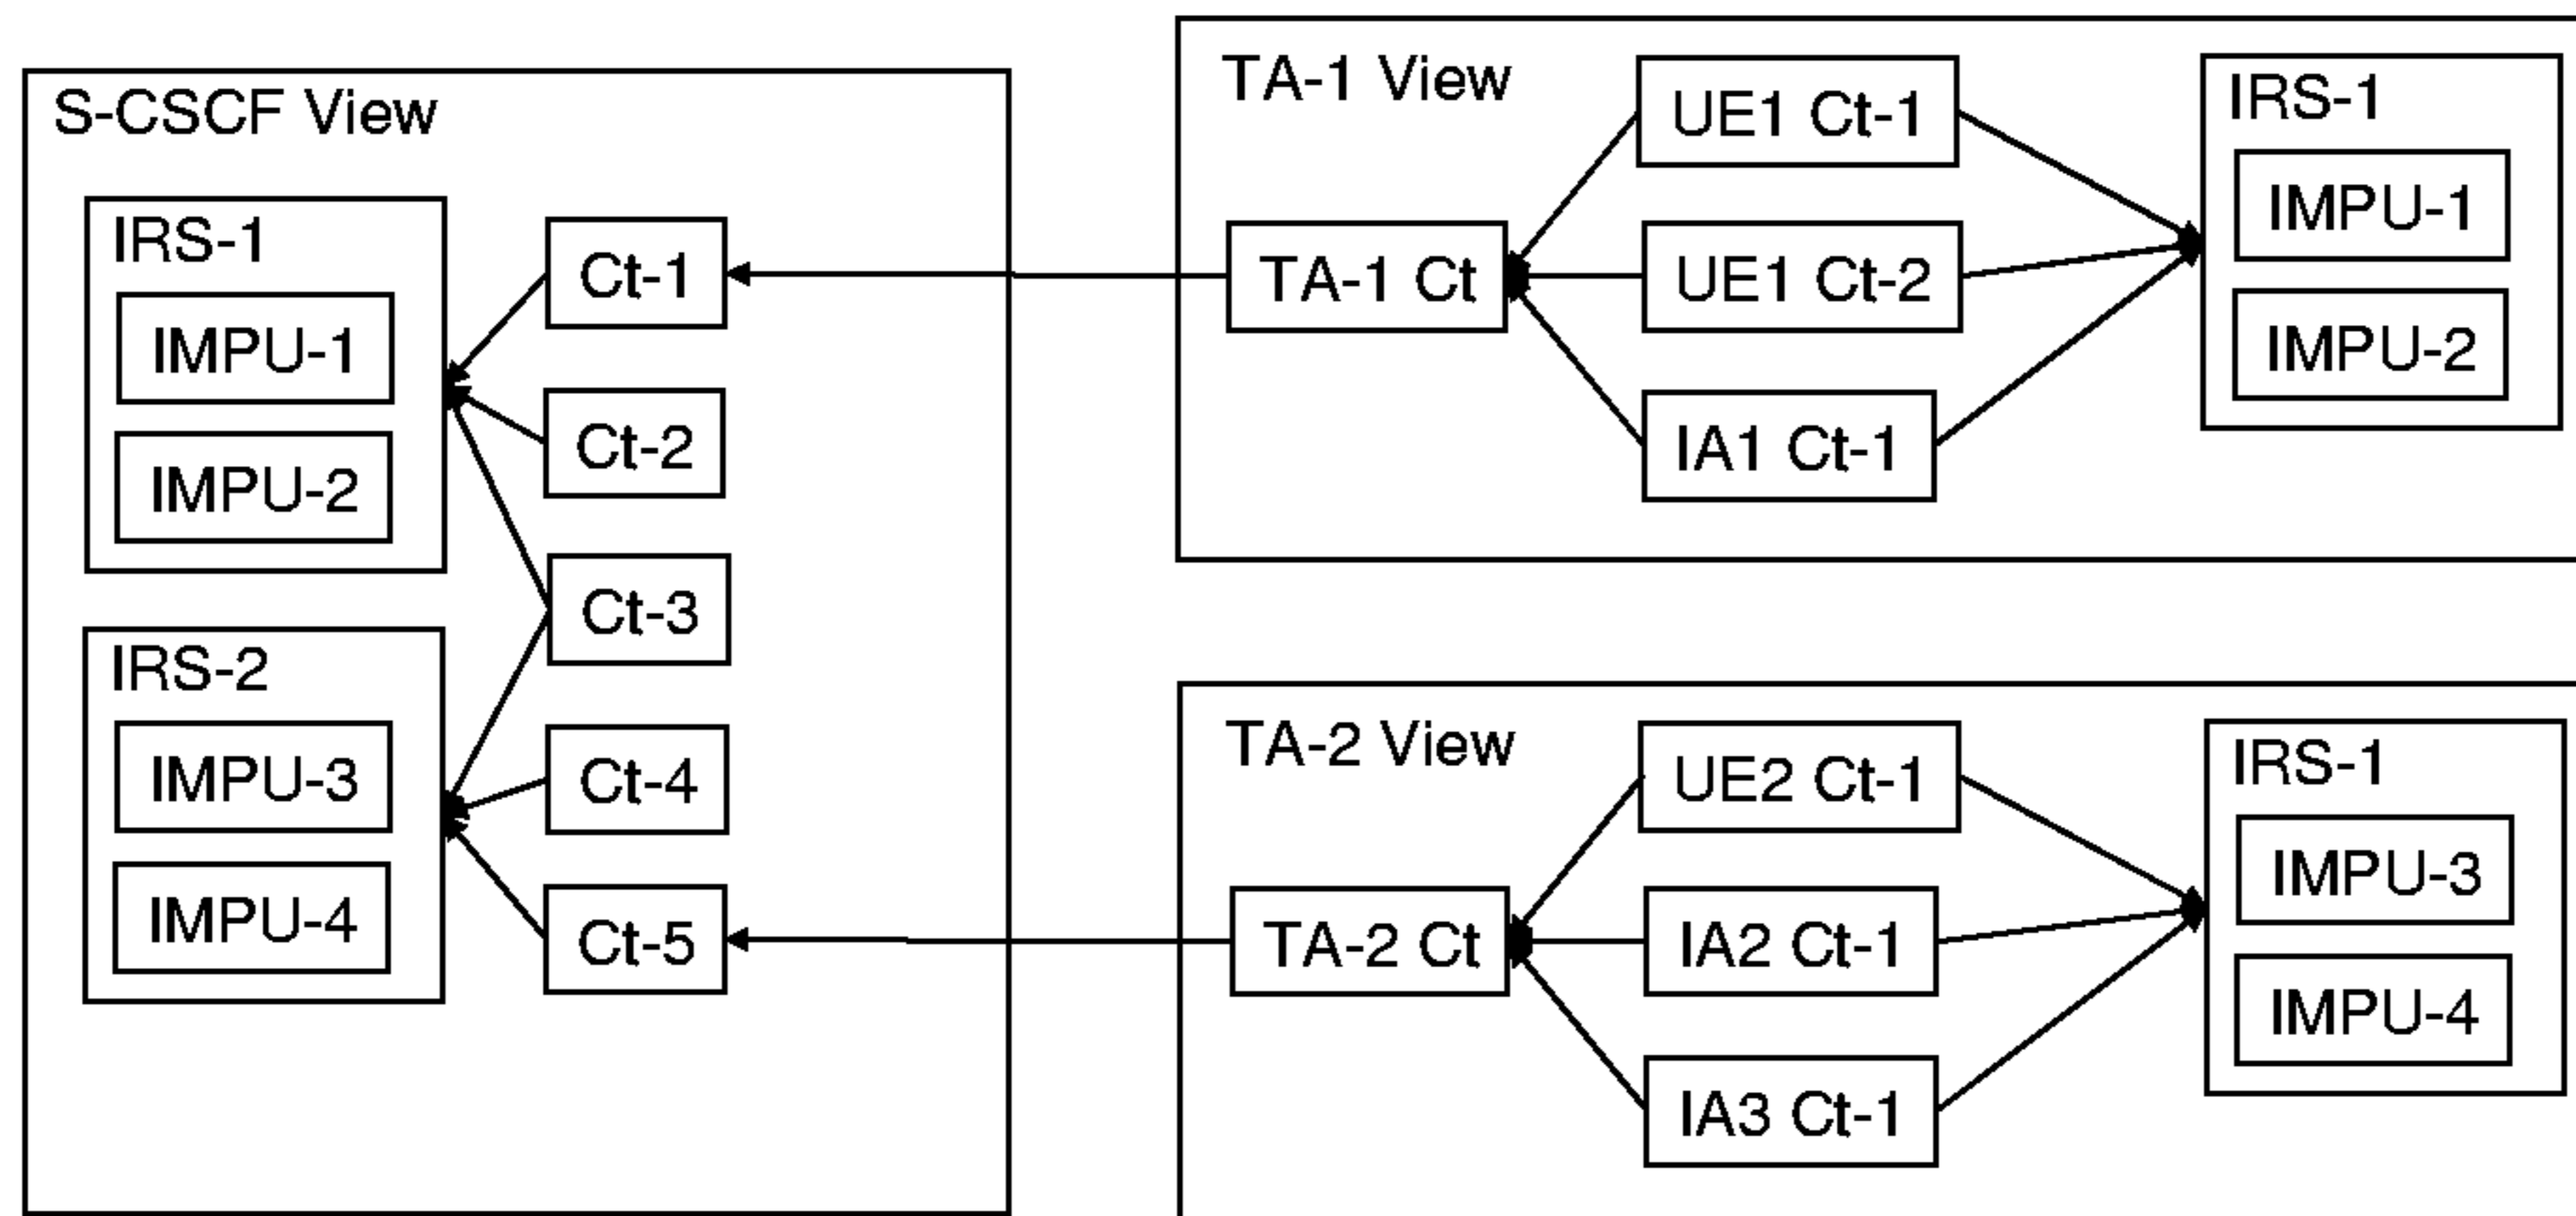 S-CSCF View
IRS-1
IMPU-1
IMPU-2
IRS-2
IMPU-3
IMPU-4
Ct-1
Ct-2
Ct-3
Ct-4
Ct-5
TA-1 View
TA-1 Ct
UE1 Ct-1
UE1 Ct-2
IA1 Ct-1
IRS-1
IMPU-1
IMPU-2
TA-2 View
TA-2 Ct
UE2 Ct-1
IA2 Ct-1
IA3 Ct-1
IRS-1
IMPU-3
IMPU-4